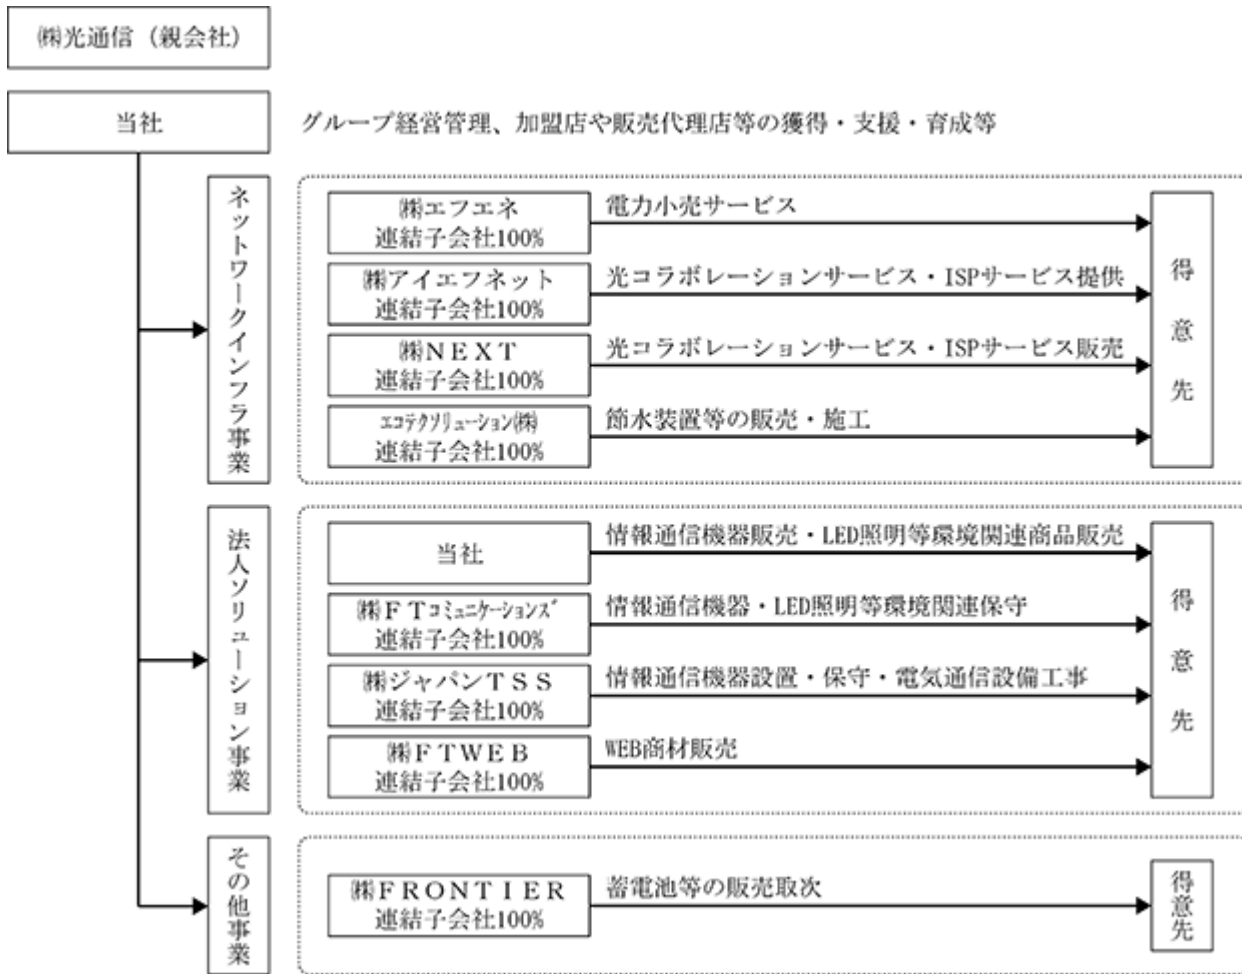 ㈱光通信（親会社）
当社
グループ経営管理、加盟店や販売代理店等の獲得・支援・育成等
ネットワークインフラ事業
㈱エフエネ
連結子会社100%
電力小売サービス
㈱アイエフネット
連結子会社100%
光コラボレーションサービス・ISPサービス提供
㈱ＮＥＸＴ
連結子会社100%
光コラボレーションサービス・ISPサービス販売
ｴｺﾃｸｿﾘｭｰｼｮﾝ㈱
連結子会社100%
節水装置等の販売・施工
得意先
法人ソリューション事業
当社
情報通信機器販売・LED照明等環境関連商品販売
㈱ＦＴｺﾐｭﾆｹｰｼｮﾝｽﾞ
連結子会社100%
情報通信機器・LED照明等環境関連保守
㈱ジャパンＴＳＳ
連結子会社100%
情報通信機器設置・保守・電気通信設備工事
㈱ＦＴＷＥＢ
連結子会社100%
WEB商材販売
得意先
その他事業
㈱ＦＲＯＮＴＩＥＲ
連結子会社100%
蓄電池等の販売取次
得意先